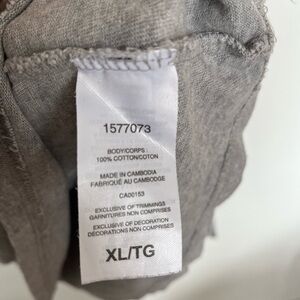 1577073
BODY/CORPS :
100% COTTON/COTON
MADE IN CAMBODIA
FABRIQUÉ AU CAMBODGE
CA00153
EXCLUSIVE OF TRIMMINGS
GARNITURES NON COMPRISES
EXCLUSIVE OF DECORATION
DÉCORATIONS NON COMPRISES
XL/TG